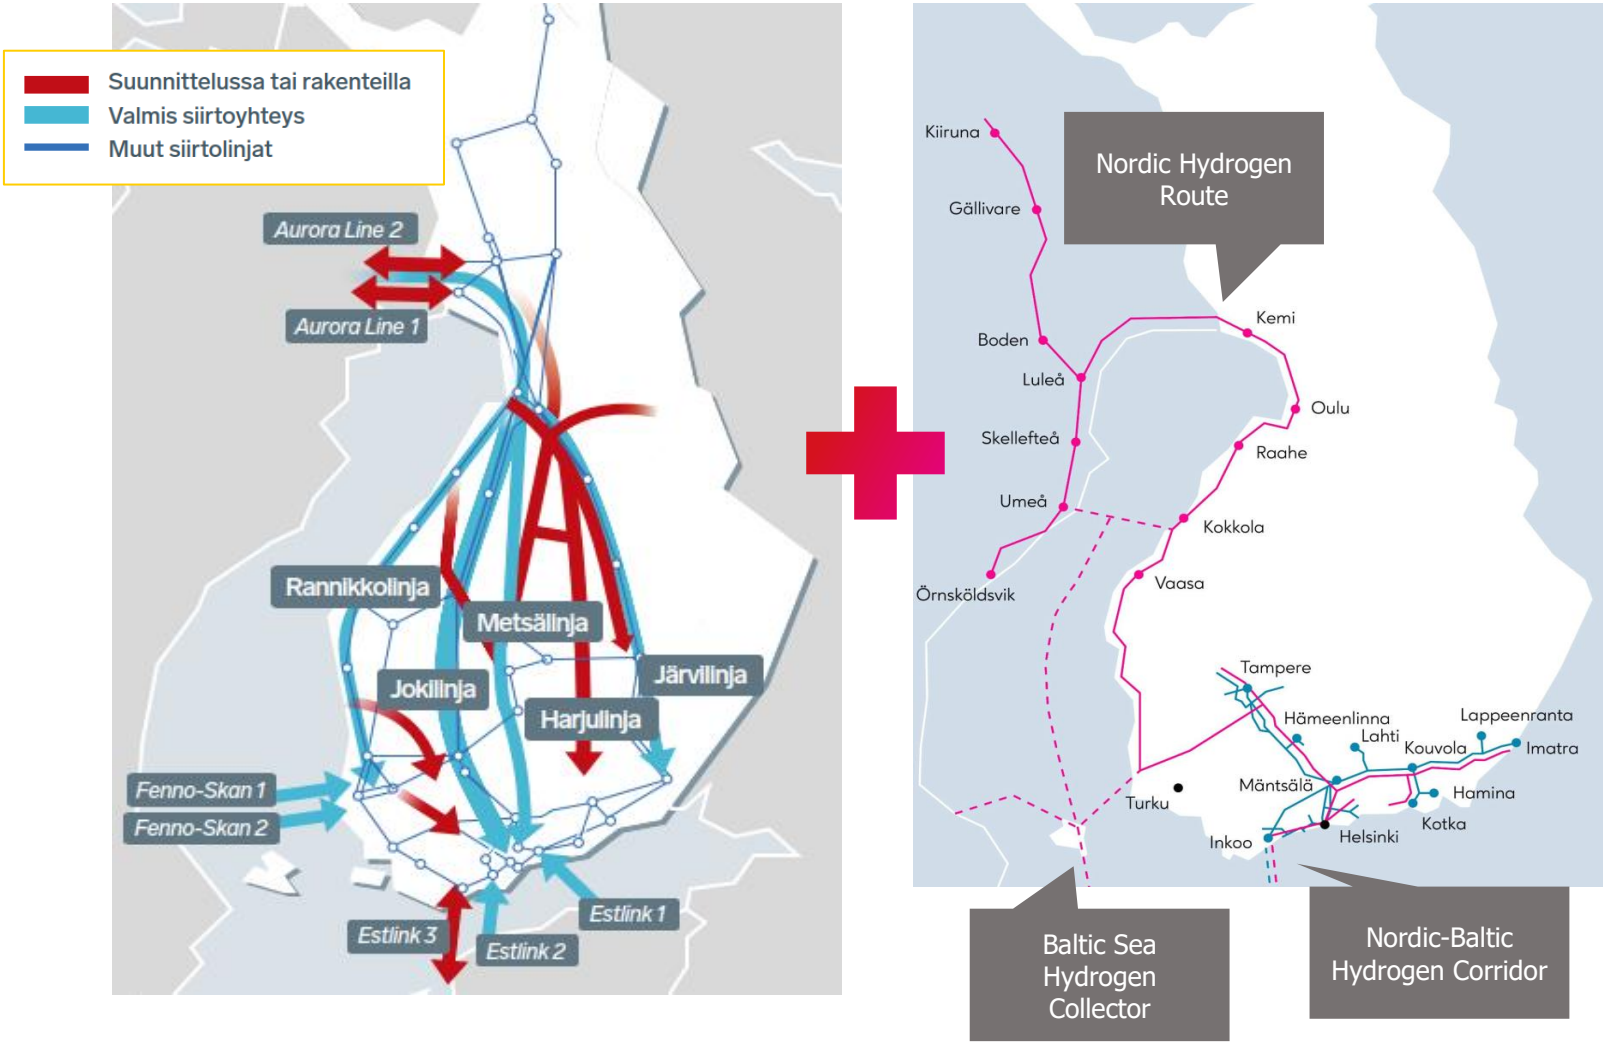 Suunnittelussa tai rakenteilla
Valmis siirtoyhteys
Muut siirtolinjat
Aurora Line 2
Aurora Line 1
Rannikkolinja
Metsälinja
Jokilinja
Järvilinja
Harjulinja
Fenno-Skan 1
Fenno-Skan 2
Estlink 3
Estlink 2
Estlink 1
Nordic Hydrogen
Route
Kiiruna
Gällivare
Boden
Luleå
Skellefteå
Umeå
Örnsköldsvik
Kemi
Oulu
Raahe
Kokkola
Vaasa
Tampere
Hämeenlinna
Lahti
Lappeenranta
Kouvola
Imatra
Mäntsälä
Hamina
Turku
Kotka
Inkoo
Helsinki
Baltic Sea
Hydrogen
Collector
Nordic-Baltic
Hydrogen Corridor